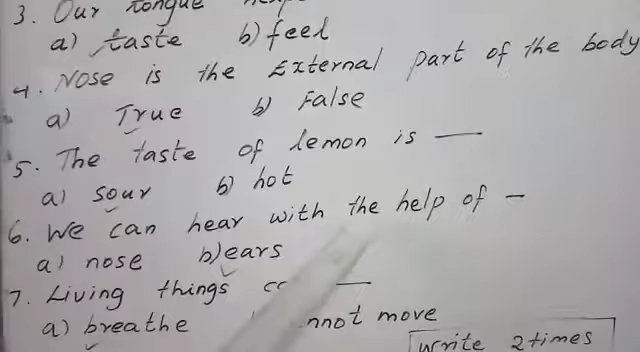 3. Our tongue
a) taste b) feel
4. Nose is the External part of the body
a) True b) False
5. The taste of lemon is —
a) sour b) hot
6. We can hear with the help of –
a) nose b) ears
7. Living things —
a) breathe nnot move
Write 2 times